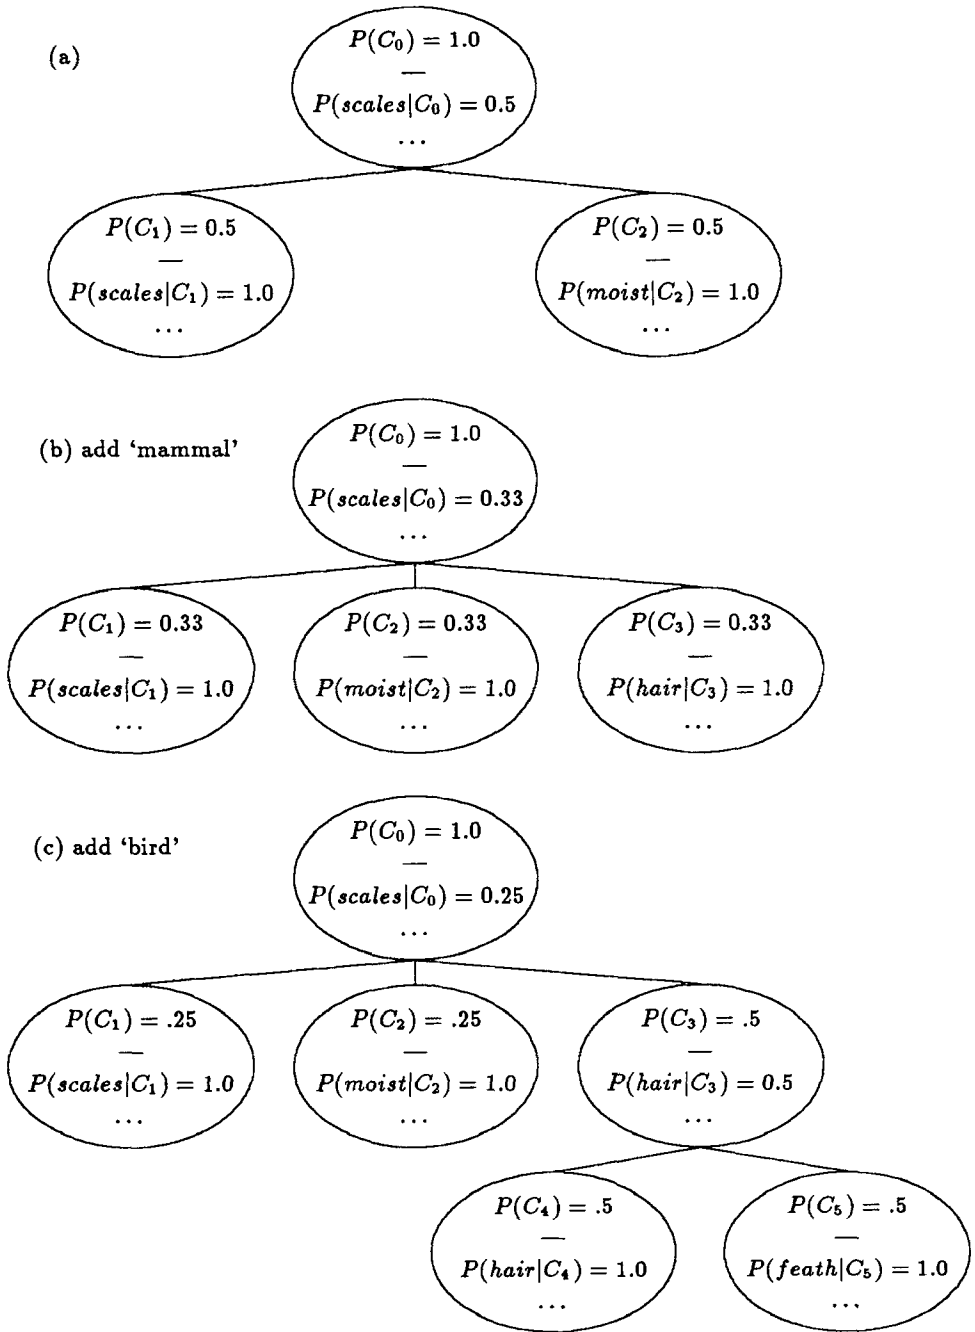 (a)
P(C₀) = 1.0
—
P(scales|C₀) = 0.5
...
P(C₁) = 0.5
—
P(scales|C₁) = 1.0
...
P(C₂) = 0.5
—
P(moist|C₂) = 1.0
...
(b) add ‘mammal’
P(C₀) = 1.0
—
P(scales|C₀) = 0.33
...
P(C₁) = 0.33
—
P(scales|C₁) = 1.0
...
P(C₂) = 0.33
—
P(moist|C₂) = 1.0
...
P(C₃) = 0.33
—
P(hair|C₃) = 1.0
...
(c) add ‘bird’
P(C₀) = 1.0
—
P(scales|C₀) = 0.25
...
P(C₁) = .25
—
P(scales|C₁) = 1.0
...
P(C₂) = .25
—
P(moist|C₂) = 1.0
...
P(C₃) = .5
—
P(hair|C₃) = 0.5
...
P(C₄) = .5
—
P(hair|C₄) = 1.0
...
P(C₅) = .5
—
P(feath|C₅) = 1.0
...